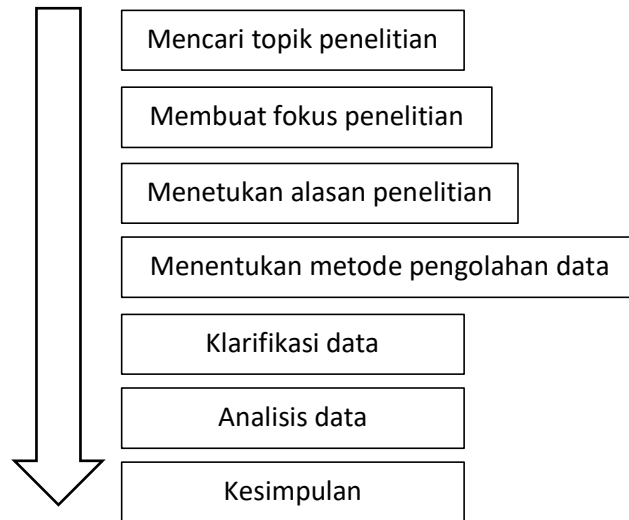 Mencari topik penelitian
Membuat fokus penelitian
Menetukan alasan penelitian
Menentukan metode pengolahan data
Klarifikasi data
Analisis data
Kesimpulan